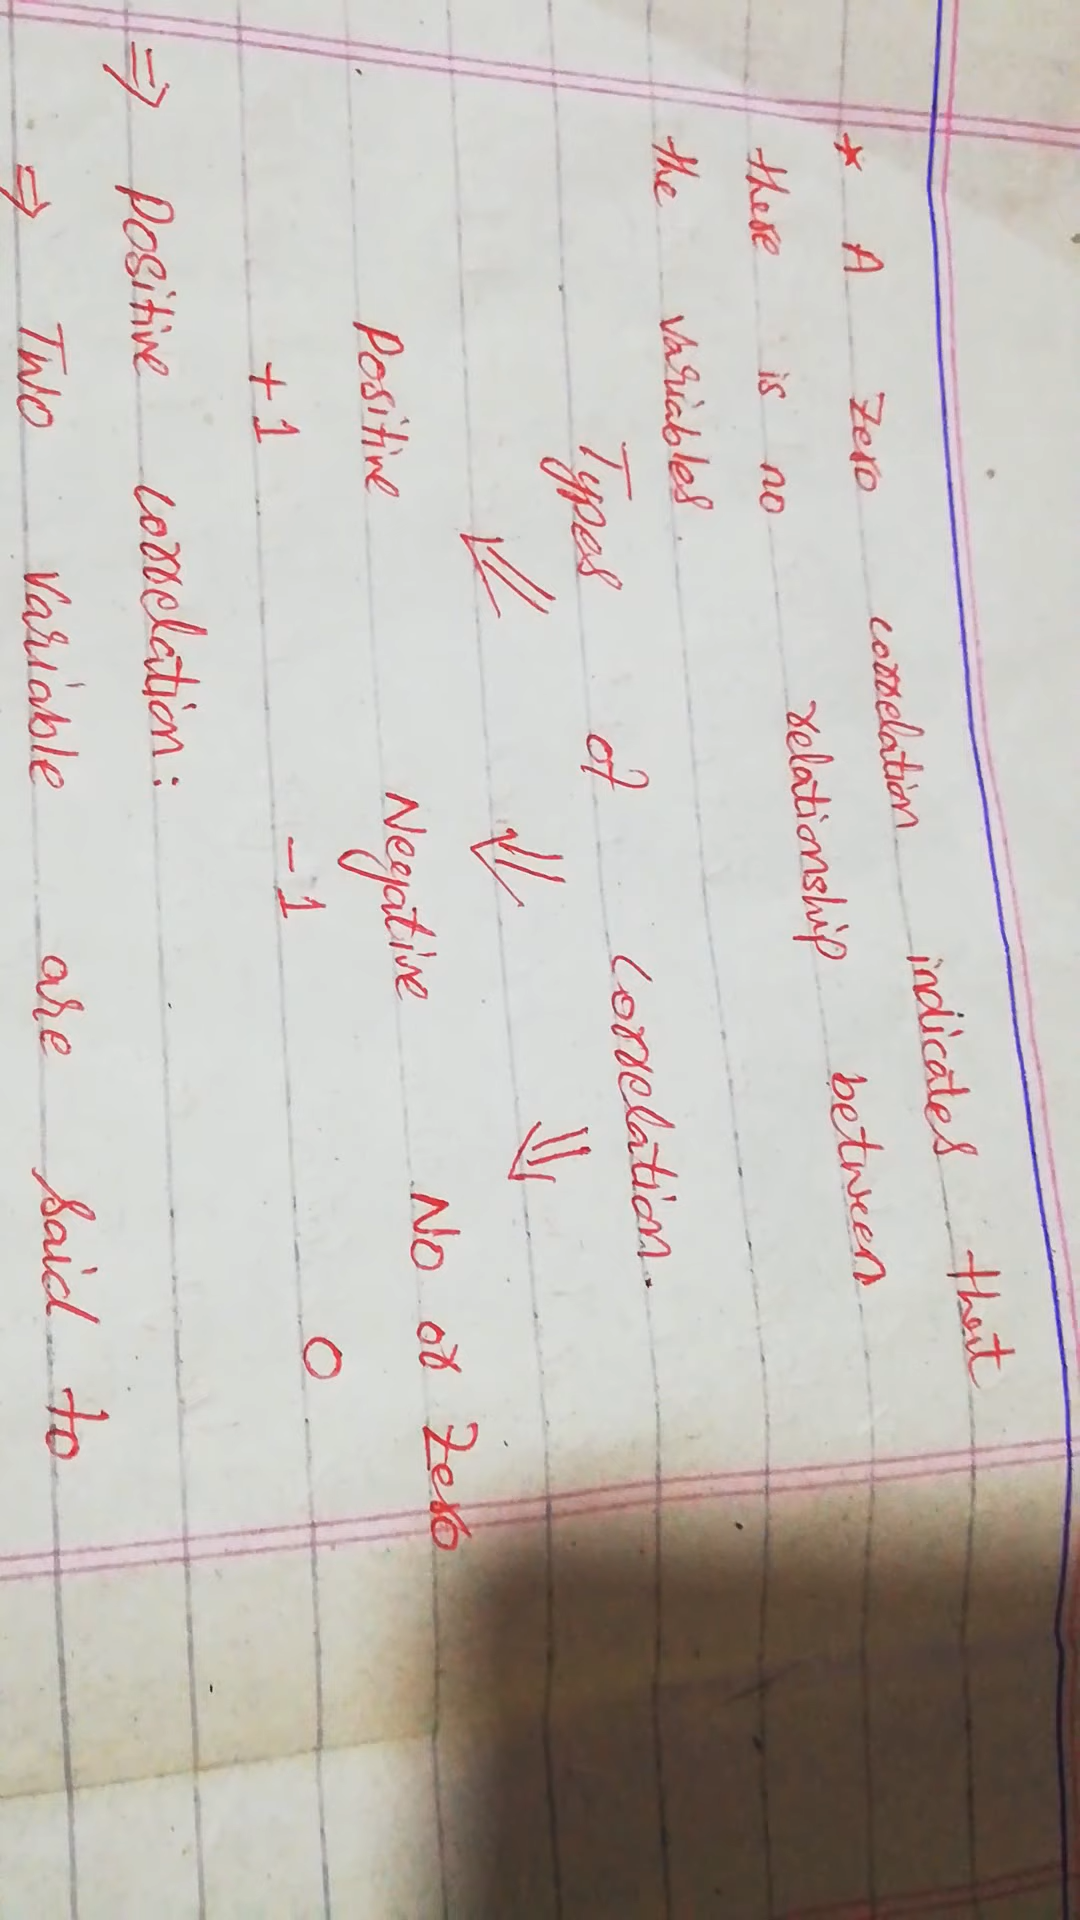 * A zero correlation indicates that
there is no relationship between
the variables
Types of Correlation.
Positive Negative No or Zero
+1 -1 0
⇒ Positive Correlation:
⇒ Two variable are said to